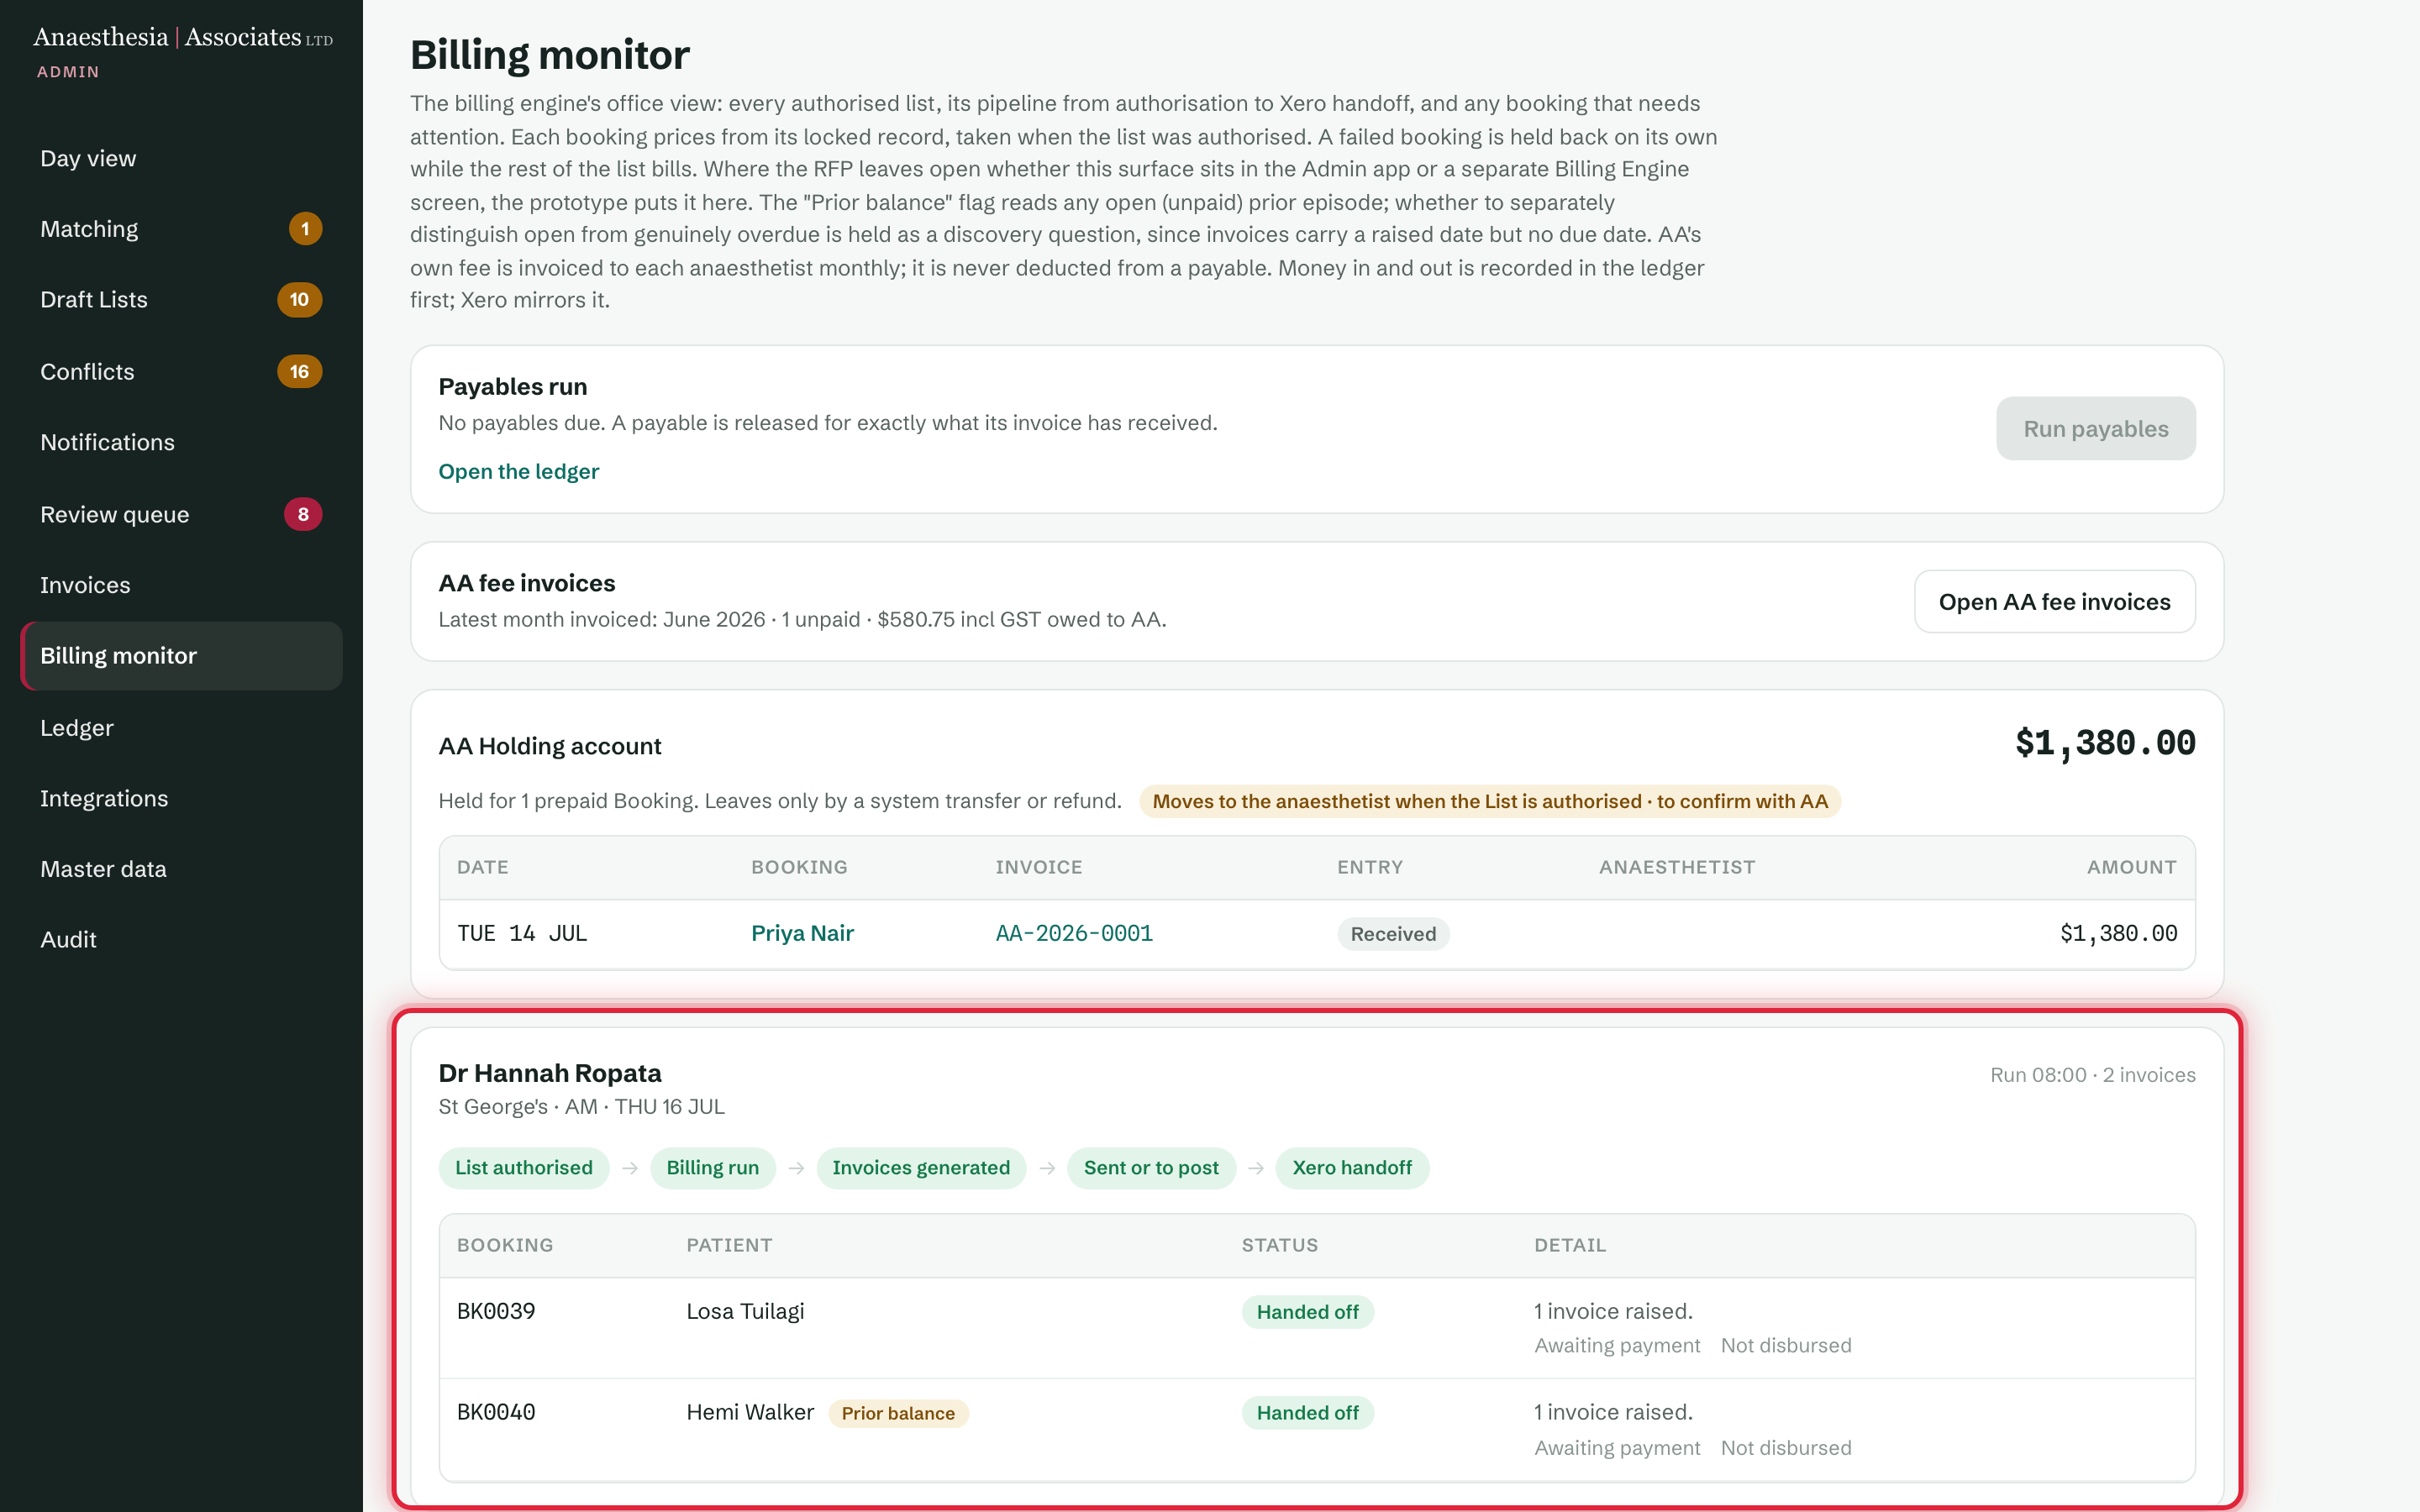 Anaesthesia | Associates LTD
ADMIN
Day view
Matching 1
Draft Lists 10
Conflicts 16
Notifications
Review queue 8
Invoices
Billing monitor
Ledger
Integrations
Master data
Audit
Billing monitor
The billing engine's office view: every authorised list, its pipeline from authorisation to Xero handoff, and any booking that needs
attention. Each booking prices from its locked record, taken when the list was authorised. A failed booking is held back on its own
while the rest of the list bills. Where the RFP leaves open whether this surface sits in the Admin app or a separate Billing Engine
screen, the prototype puts it here. The "Prior balance" flag reads any open (unpaid) prior episode; whether to separately
distinguish open from genuinely overdue is held as a discovery question, since invoices carry a raised date but no due date. AA's
own fee is invoiced to each anaesthetist monthly; it is never deducted from a payable. Money in and out is recorded in the ledger
first; Xero mirrors it.
Payables run
No payables due. A payable is released for exactly what its invoice has received.
Open the ledger
Run payables
AA fee invoices
Latest month invoiced: June 2026 · 1 unpaid · $580.75 incl GST owed to AA.
Open AA fee invoices
AA Holding account $1,380.00
Held for 1 prepaid Booking. Leaves only by a system transfer or refund. Moves to the anaesthetist when the List is authorised · to confirm with AA
DATE BOOKING INVOICE ENTRY ANAESTHETIST AMOUNT
TUE 14 JUL Priya Nair AA-2026-0001 Received $1,380.00
Dr Hannah Ropata Run 08:00 · 2 invoices
St George's · AM · THU 16 JUL
List authorised → Billing run → Invoices generated → Sent or to post → Xero handoff
BOOKING PATIENT STATUS DETAIL
BK0039 Losa Tuilagi Handed off 1 invoice raised.
Awaiting payment Not disbursed
BK0040 Hemi Walker Prior balance Handed off 1 invoice raised.
Awaiting payment Not disbursed